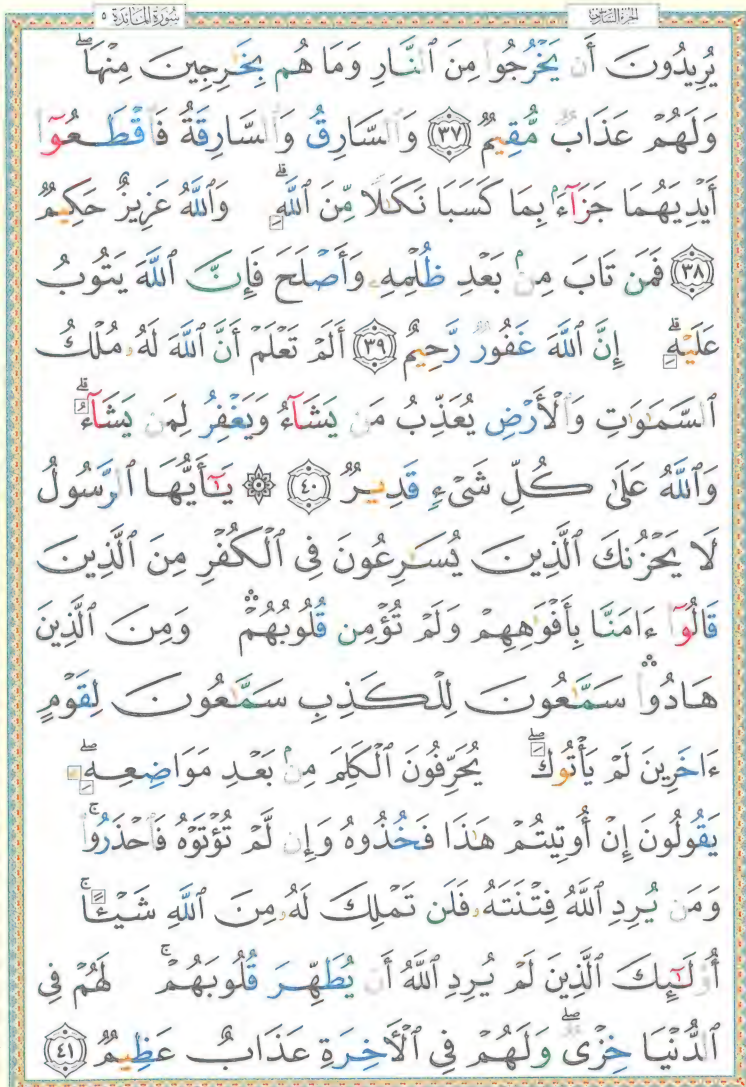 الجزء السادس سُورَةُ المَائِدَة ٥
يُرِيدُونَ أَن يَخْرُجُوا۟ مِنَ ٱلنَّارِ وَمَا هُم بِخَـٰرِجِينَ مِنْهَا ۖ
وَلَهُمْ عَذَابٌ مُّقِيمٌ ﴿٣٧﴾ وَٱلسَّارِقُ وَٱلسَّارِقَةُ فَٱقْطَعُوٓا۟
أَيْدِيَهُمَا جَزَآءًۢ بِمَا كَسَبَا نَكَـٰلًا مِّنَ ٱللَّهِ ۗ وَٱللَّهُ عَزِيزٌ حَكِيمٌ
﴿٣٨﴾ فَمَن تَابَ مِنۢ بَعْدِ ظُلْمِهِۦ وَأَصْلَحَ فَإِنَّ ٱللَّهَ يَتُوبُ
عَلَيْهِ ۗ إِنَّ ٱللَّهَ غَفُورٌ رَّحِيمٌ ﴿٣٩﴾ أَلَمْ تَعْلَمْ أَنَّ ٱللَّهَ لَهُۥ مُلْكُ
ٱلسَّمَـٰوَٰتِ وَٱلْأَرْضِ يُعَذِّبُ مَن يَشَآءُ وَيَغْفِرُ لِمَن يَشَآءُ ۗ
وَٱللَّهُ عَلَىٰ كُلِّ شَىْءٍ قَدِيرٌ ﴿٤٠﴾ ۞ يَـٰٓأَيُّهَا ٱلرَّسُولُ
لَا يَحْزُنكَ ٱلَّذِينَ يُسَـٰرِعُونَ فِى ٱلْكُفْرِ مِنَ ٱلَّذِينَ
قَالُوٓا۟ ءَامَنَّا بِأَفْوَٰهِهِمْ وَلَمْ تُؤْمِن قُلُوبُهُمْ ۛ وَمِنَ ٱلَّذِينَ
هَادُوا۟ ۛ سَمَّـٰعُونَ لِلْكَذِبِ سَمَّـٰعُونَ لِقَوْمٍ
ءَاخَرِينَ لَمْ يَأْتُوكَ ۖ يُحَرِّفُونَ ٱلْكَلِمَ مِنۢ بَعْدِ مَوَاضِعِهِۦ ۖ
يَقُولُونَ إِنْ أُوتِيتُمْ هَـٰذَا فَخُذُوهُ وَإِن لَّمْ تُؤْتَوْهُ فَٱحْذَرُوا۟ ۚ
وَمَن يُرِدِ ٱللَّهُ فِتْنَتَهُۥ فَلَن تَمْلِكَ لَهُۥ مِنَ ٱللَّهِ شَيْـًٔا ۚ
أُو۟لَـٰٓئِكَ ٱلَّذِينَ لَمْ يُرِدِ ٱللَّهُ أَن يُطَهِّرَ قُلُوبَهُمْ ۚ لَهُمْ فِى
ٱلدُّنْيَا خِزْىٌ ۖ وَلَهُمْ فِى ٱلْـَٔاخِرَةِ عَذَابٌ عَظِيمٌ ﴿٤١﴾